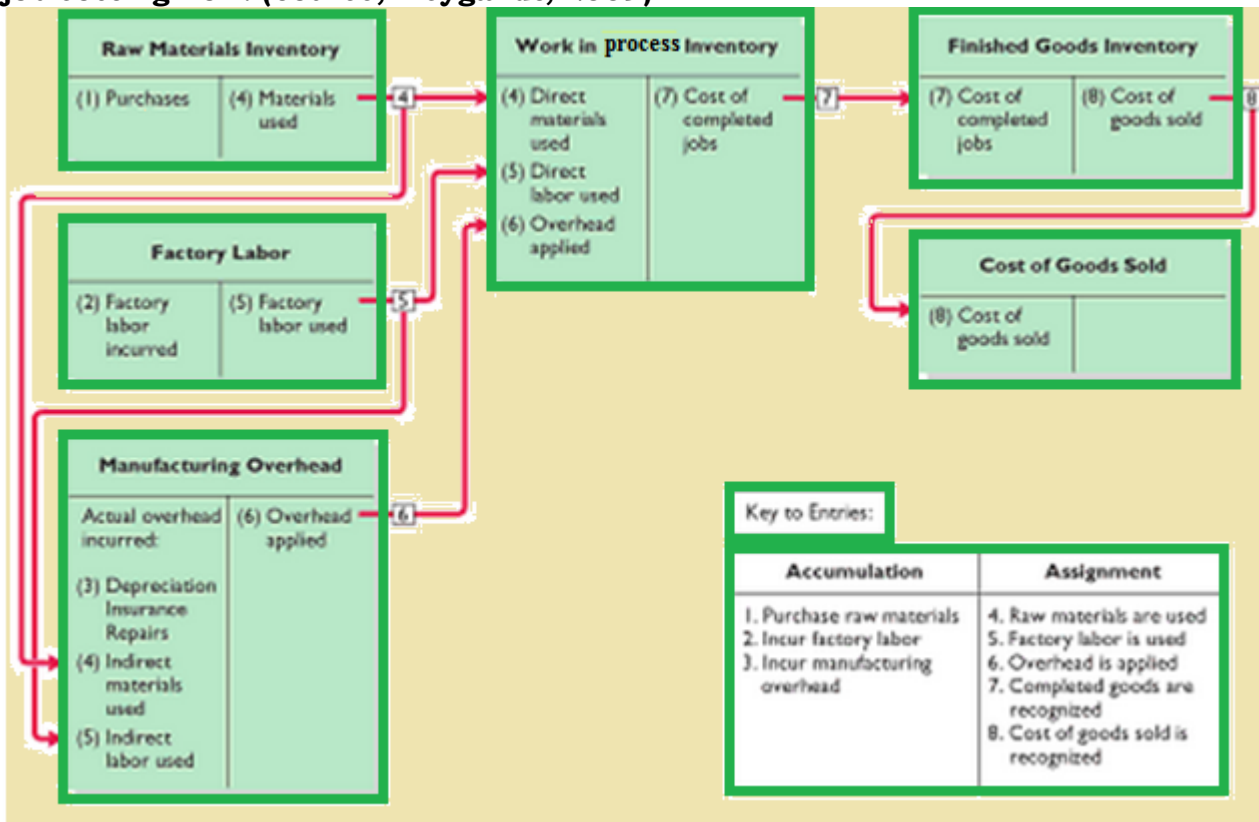 Raw Materials Inventory
(1) Purchases
(4) Materials
used
4
Factory Labor
(2) Factory
labor
incurred
(5) Factory
labor used
5
Manufacturing Overhead
Actual overhead
incurred:
(3) Depreciation
Insurance
Repairs
(4) Indirect
materials
used
(5) Indirect
labor used
(6) Overhead
applied
6
Work in process Inventory
(4) Direct
materials
used
(5) Direct
labor used
(6) Overhead
applied
(7) Cost of
completed
jobs
7
Finished Goods Inventory
(7) Cost of
completed
jobs
(8) Cost of
goods sold
8
Cost of Goods Sold
(8) Cost of
goods sold
Key to Entries:
Accumulation
1. Purchase raw materials
2. Incur factory labor
3. Incur manufacturing
overhead
Assignment
4. Raw materials are used
5. Factory labor is used
6. Overhead is applied
7. Completed goods are
recognized
8. Cost of goods sold is
recognized